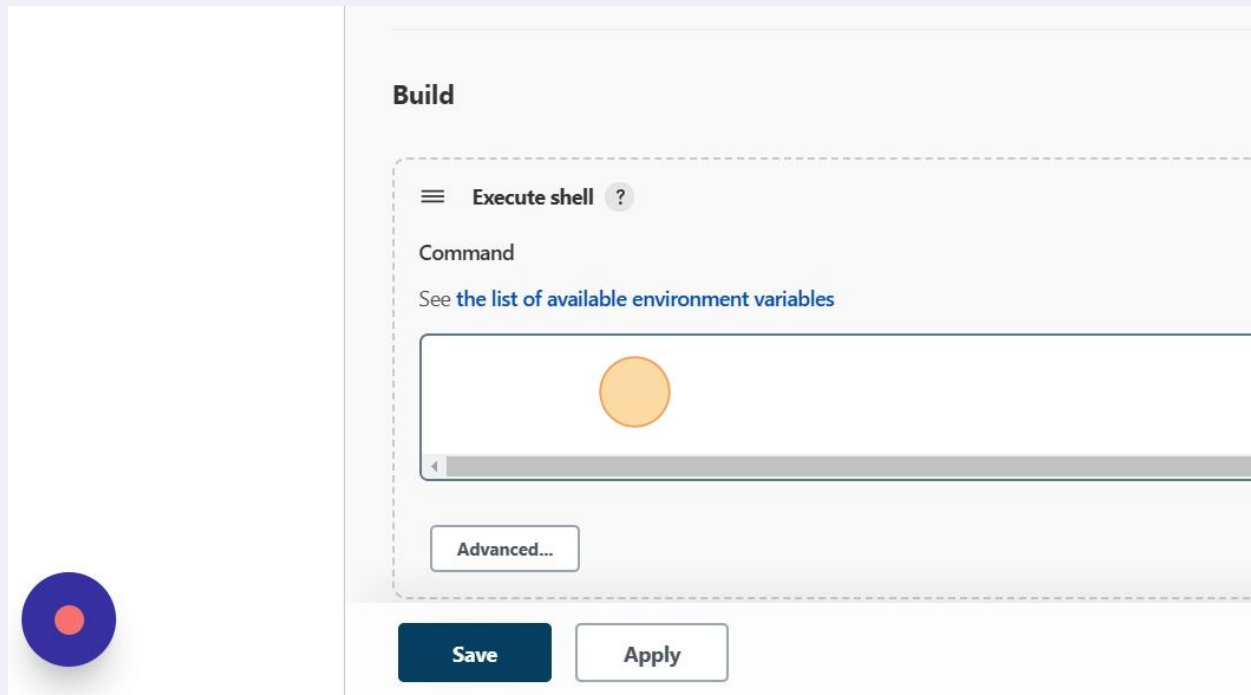 Build
Execute shell ?
Command
See the list of available environment variables
Advanced...
Save Apply